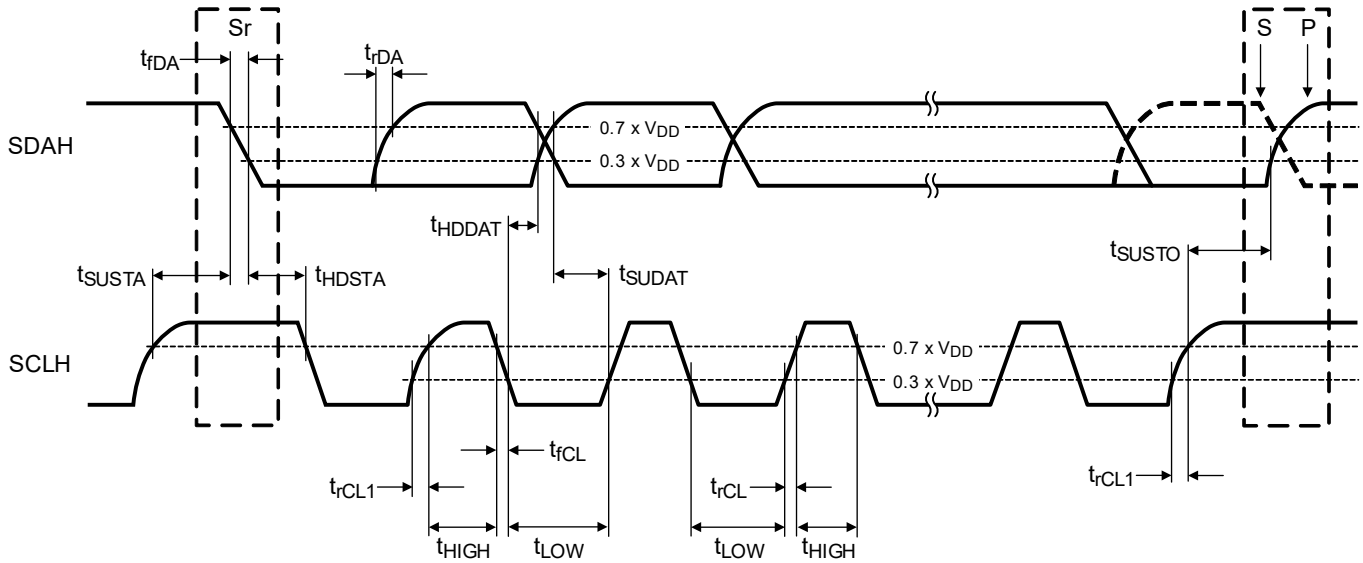 Sr
S P
tfDA
trDA
0.7 x VDD
SDAH
0.3 x VDD
tHDDAT
tSUSTA
tHDSTA
tSUDAT
tSUSTO
0.7 x VDD
SCLH
0.3 x VDD
tfCL
trCL1
trCL
trCL1
tHIGH
tLOW
tLOW
tHIGH